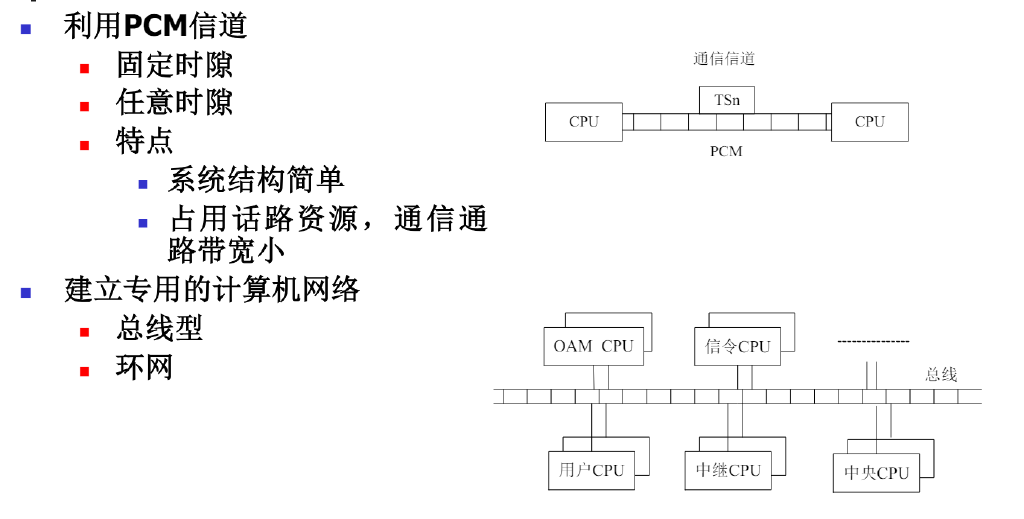 利用PCM信道
固定时隙
任意时隙
特点
系统结构简单
占用话路资源，通信通
路带宽小
建立专用的计算机网络
总线型
环网
通信信道
TSn
CPU
CPU
PCM
OAM CPU
信令CPU
---------------
总线
用户CPU
中继CPU
中央CPU